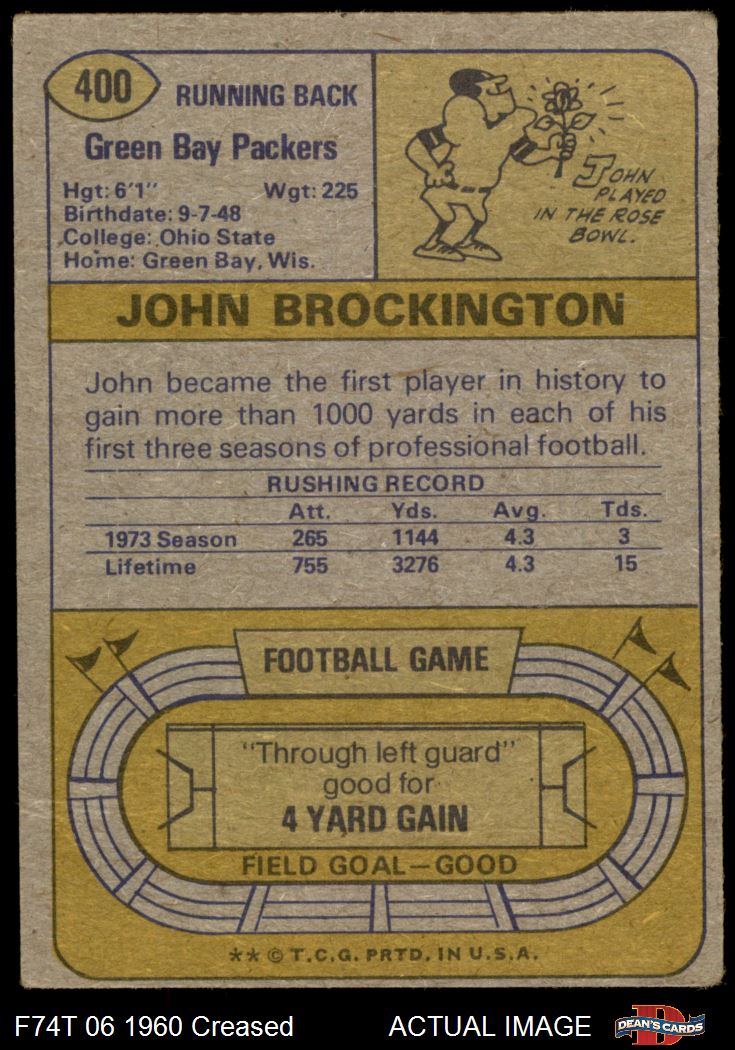 400
RUNNING BACK
Green Bay Packers
Hgt: 6'1" Wgt: 225
Birthdate: 9-7-48
College: Ohio State
Home: Green Bay, Wis.
JOHN
PLAYED
IN THE ROSE
BOWL.
JOHN BROCKINGTON
John became the first player in history to
gain more than 1000 yards in each of his
first three seasons of professional football.
RUSHING RECORD
Att. Yds. Avg. Tds.
1973 Season 265 1144 4.3 3
Lifetime 755 3276 4.3 15
FOOTBALL GAME
"Through left guard"
good for
4 YARD GAIN
FIELD GOAL—GOOD
** © T.C.G. PRTD. IN U.S.A.
F74T 06 1960 Creased ACTUAL IMAGE
D
DEAN'S CARDS